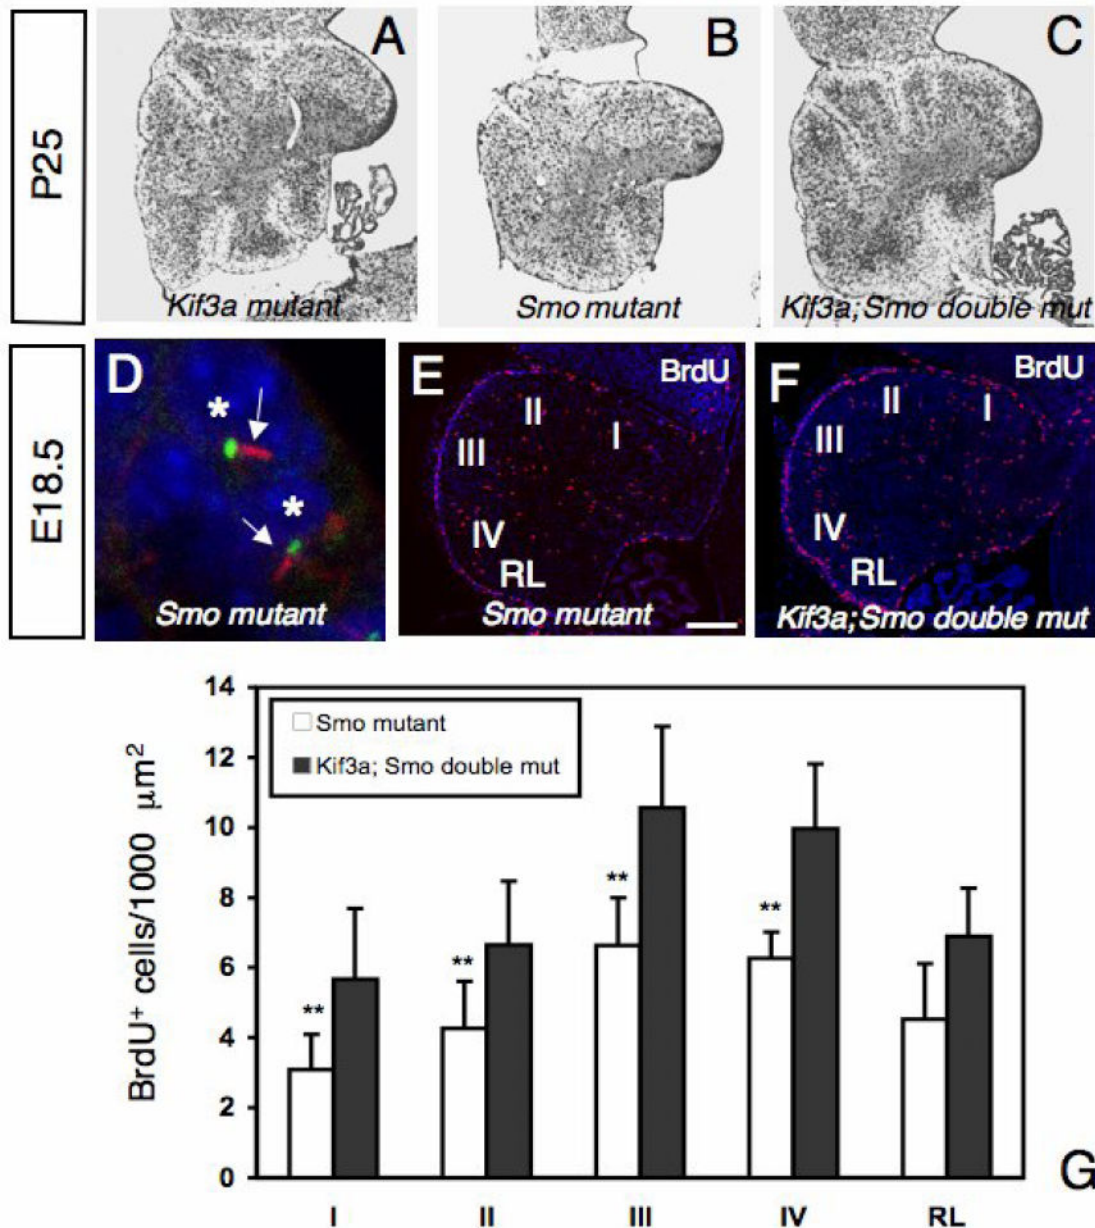 P25
A
Kif3a mutant
B
Smo mutant
C
Kif3a;Smo double mut
E18.5
D
*
*
Smo mutant
E
BrdU
II
I
III
IV
RL
Smo mutant
F
BrdU
II
I
III
IV
RL
Kif3a;Smo double mut
14
12
10
8
6
4
2
0
BrdU⁺ cells/1000 μm²
Smo mutant
Kif3a; Smo double mut
**
**
**
**
I
II
III
IV
RL
G